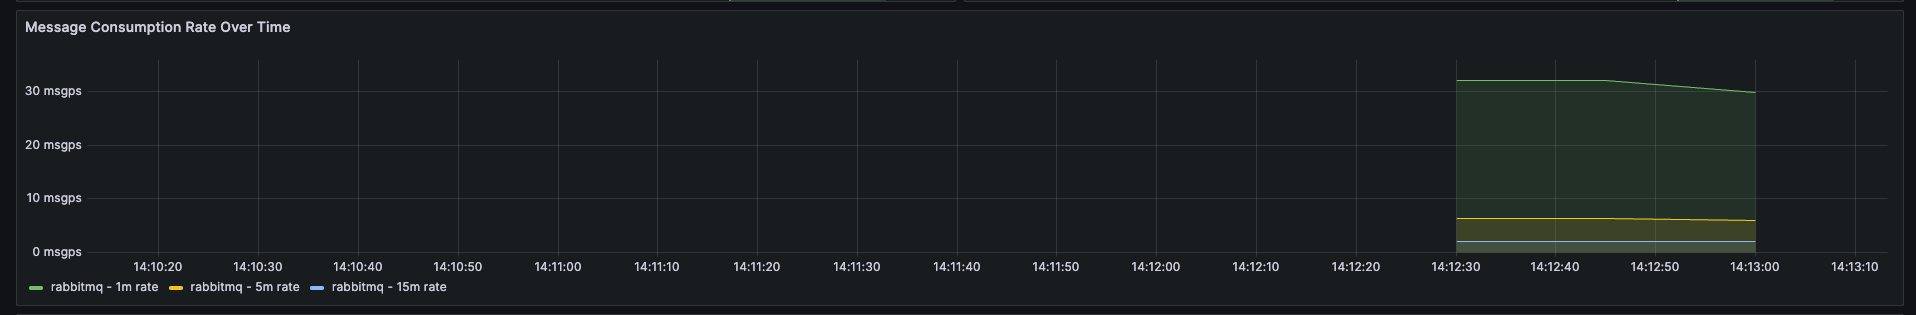 Message Consumption Rate Over Time
30 msgps
20 msgps
10 msgps
0 msgps
14:10:20 14:10:30 14:10:40 14:10:50 14:11:00 14:11:10 14:11:20 14:11:30 14:11:40 14:11:50 14:12:00 14:12:10 14:12:20 14:12:30 14:12:40 14:12:50 14:13:00 14:13:10
rabbitmq - 1m rate rabbitmq - 5m rate rabbitmq - 15m rate